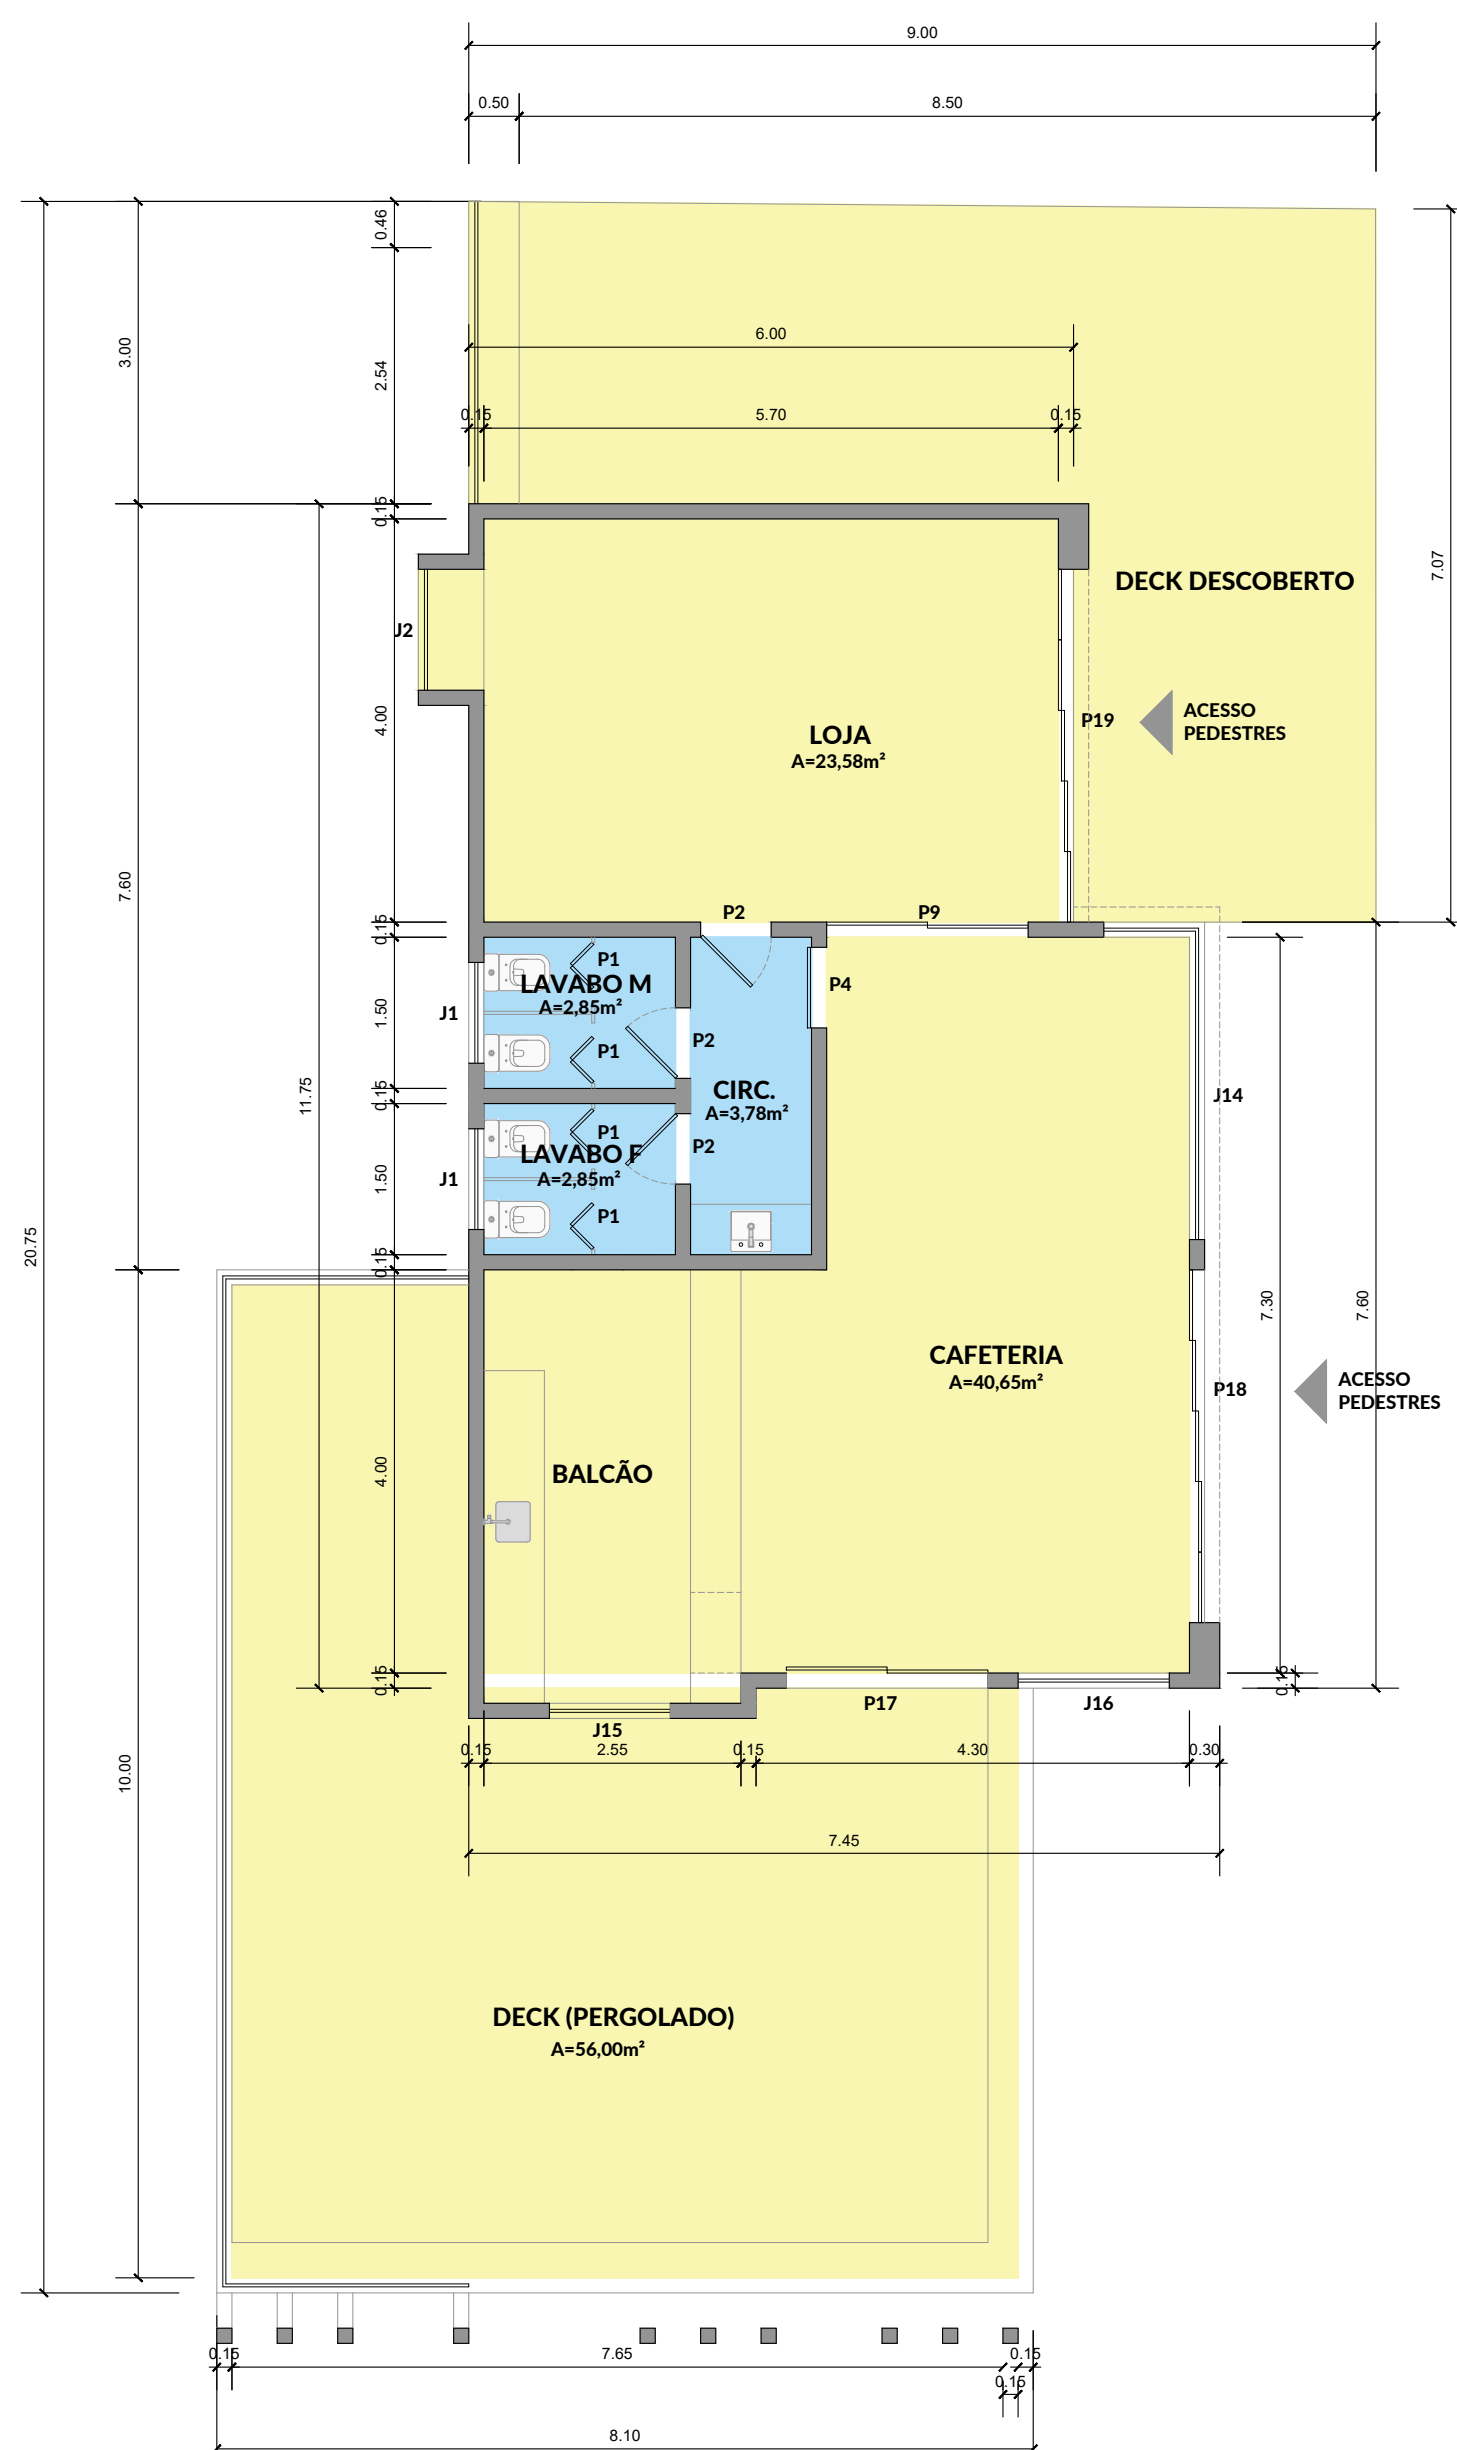 9.00
0.50
8.50
0.46
3.00
2.54
6.00
0.15
5.70
0.15
0.15
7.07
DECK DESCOBERTO
J2
4.00
LOJA
A=23,58m²
P19
ACESSO
PEDESTRES
7.60
P2
P9
0.15
P1
LAVABO M
A=2,85m²
P4
J1
1.50
P1
P2
CIRC.
A=3,78m²
11.75
0.15
J14
P1
P2
LAVABO F
A=2,85m²
J1
1.50
P1
20.75
0.15
7.30
7.60
CAFETERIA
A=40,65m²
P18
ACESSO
PEDESTRES
4.00
BALCÃO
0.15
0.15
P17
J16
J15
0.15
2.55
0.15
4.30
0.30
10.00
7.45
DECK (PERGOLADO)
A=56,00m²
0.15
7.65
0.15
0.15
8.10